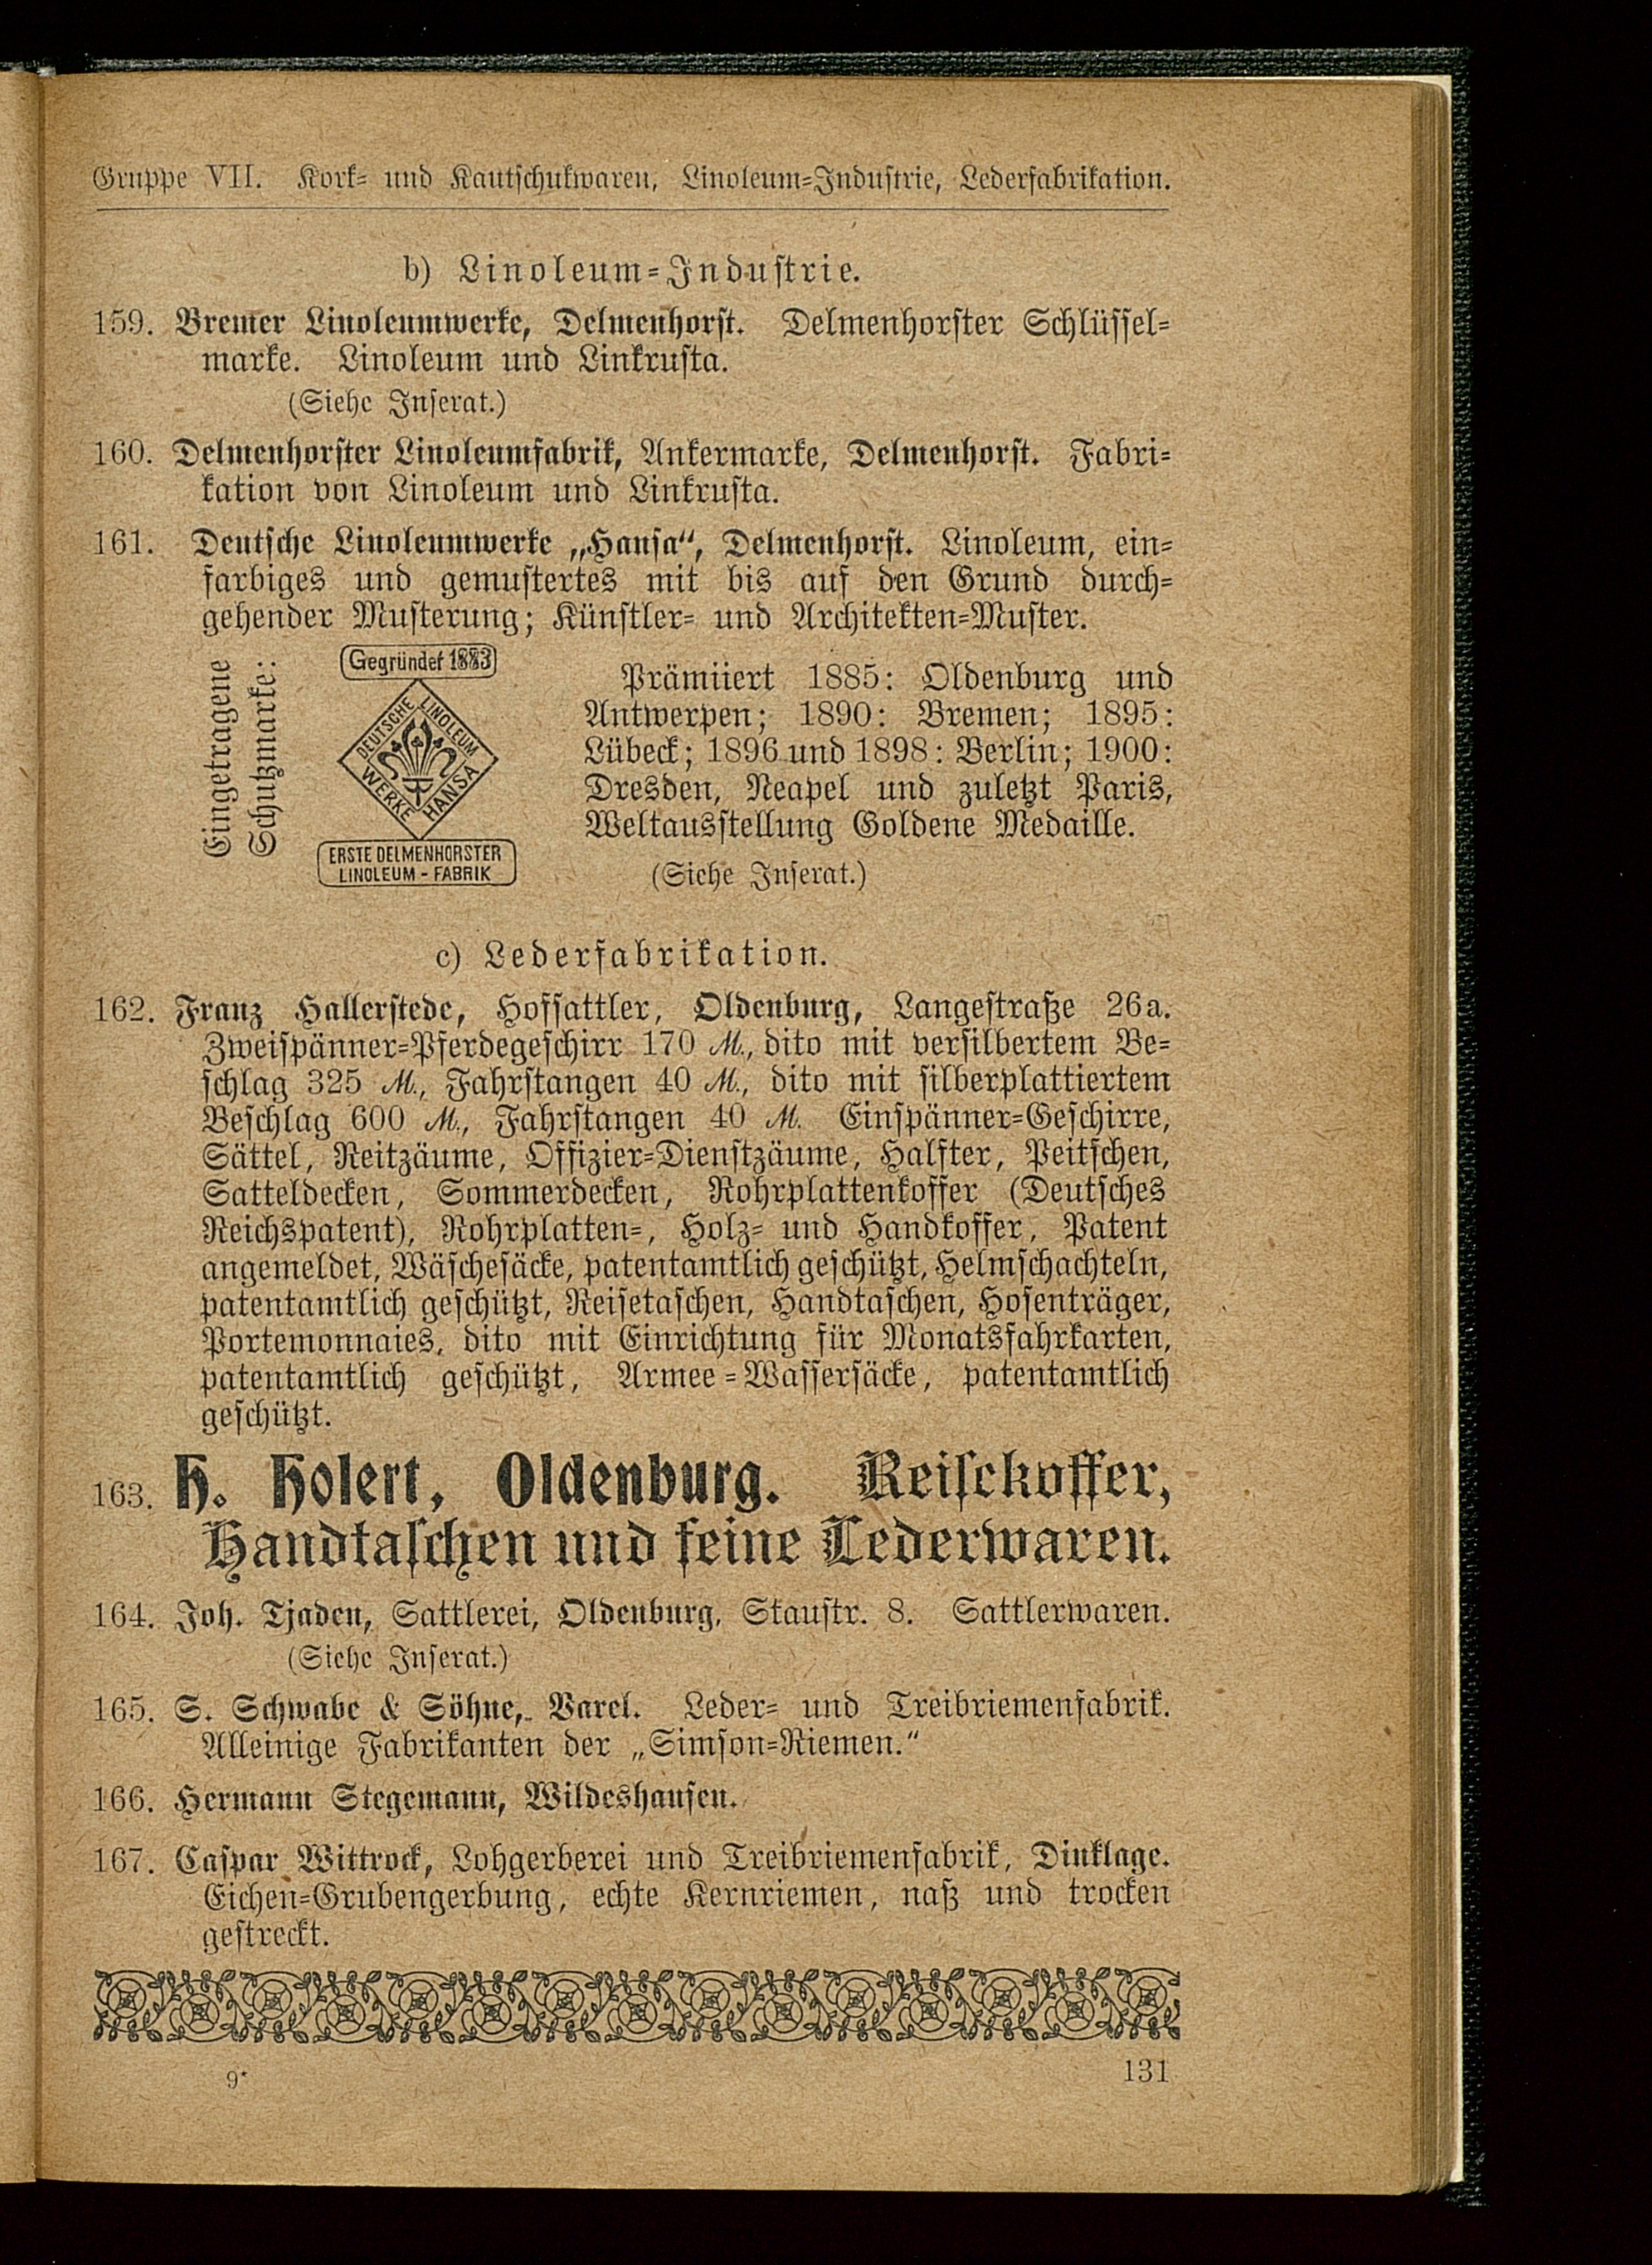 Gruppe VII. Kork- und Kautschukwaren, Linoleum-Industrie, Lederfabrikation.
b) Linoleum-Industrie.
159. Bremer Linoleumwerke, Delmenhorst. Delmenhorster Schlüssel-
marke. Linoleum und Linkrusta.
(Siehe Inserat.)
160. Delmenhorster Linoleumfabrik, Ankermarke, Delmenhorst. Fabri-
kation von Linoleum und Linkrusta.
161. Deutsche Linoleumwerke „Hansa“, Delmenhorst. Linoleum, ein-
farbiges und gemustertes mit bis auf den Grund durch-
gehender Musterung; Künstler- und Architekten-Muster.
Eingetragene
Schutzmarke:
Gegründet 1883
DEUTSCHE LINOLEUM
WERKE HANSA
ERSTE DELMENHORSTER
LINOLEUM-FABRIK
Prämiiert 1885: Oldenburg und
Antwerpen; 1890: Bremen; 1895:
Lübeck; 1896 und 1898: Berlin; 1900:
Dresden, Neapel und zuletzt Paris,
Weltausstellung Goldene Medaille.
(Siehe Inserat.)
c) Lederfabrikation.
162. Franz Hallerstede, Hofsattler, Oldenburg, Langestraße 26a.
Zweispänner-Pferdegeschirr 170 M., dito mit versilbertem Be-
schlag 325 M., Fahrstangen 40 M., dito mit silberplattiertem
Beschlag 600 M., Fahrstangen 40 M. Einspänner-Geschirre,
Sättel, Reitzäume, Offizier-Dienstzäume, Halfter, Peitschen,
Satteldecken, Sommerdecken, Rohrplattenkoffer (Deutsches
Reichspatent), Rohrplatten-, Holz- und Handkoffer, Patent
angemeldet, Wäschesäcke, patentamtlich geschützt, Helmschachteln,
patentamtlich geschützt, Reisetaschen, Handtaschen, Hosenträger,
Portemonnaies, dito mit Einrichtung für Monatsfahrkarten,
patentamtlich geschützt, Armee-Wassersäcke, patentamtlich
geschützt.
163. H. Holert, Oldenburg. Reisekoffer,
Handtaschen und feine Lederwaren.
164. Joh. Tjaden, Sattlerei, Oldenburg, Staustr. 8. Sattlerwaren.
(Siehe Inserat.)
165. S. Schwabe & Söhne, Varel. Leder- und Treibriemenfabrik.
Alleinige Fabrikanten der „Simson-Riemen.“
166. Hermann Stegemann, Wildeshausen.
167. Caspar Wittrock, Lohgerberei und Treibriemenfabrik, Dinklage.
Eichen-Grubengerbung, echte Kernriemen, naß und trocken
gestreckt.
9*
131